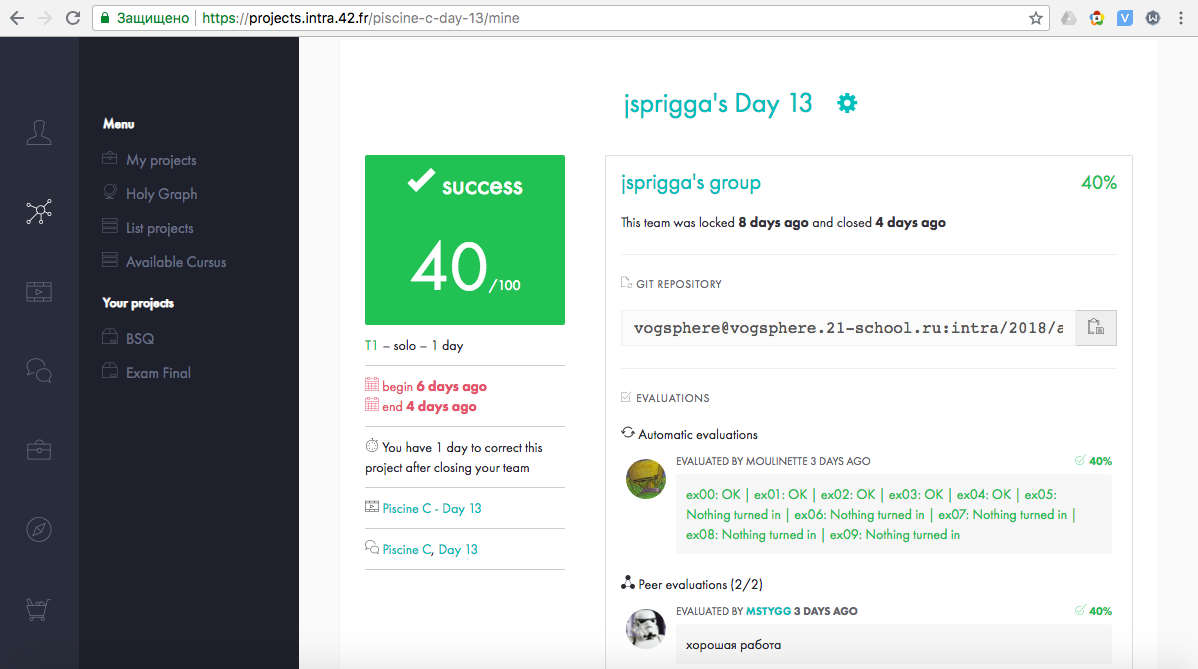 Защищено https://projects.intra.42.fr/piscine-c-day-13/mine
Menu
My projects
Holy Graph
List projects
Available Cursus
Your projects
BSQ
Exam Final
jsprigga's Day 13
success
40/100
T1 – solo – 1 day
begin 6 days ago
end 4 days ago
You have 1 day to correct this
project after closing your team
Piscine C - Day 13
Piscine C, Day 13
jsprigga's group 40%
This team was locked 8 days ago and closed 4 days ago
GIT REPOSITORY
vogsphere@vogsphere.21-school.ru:intra/2018/a
EVALUATIONS
Automatic evaluations
EVALUATED BY MOULINETTE 3 DAYS AGO 40%
ex00: OK | ex01: OK | ex02: OK | ex03: OK | ex04: OK | ex05:
Nothing turned in | ex06: Nothing turned in | ex07: Nothing turned in |
ex08: Nothing turned in | ex09: Nothing turned in
Peer evaluations (2/2)
EVALUATED BY MSTYGG 3 DAYS AGO 40%
хорошая работа